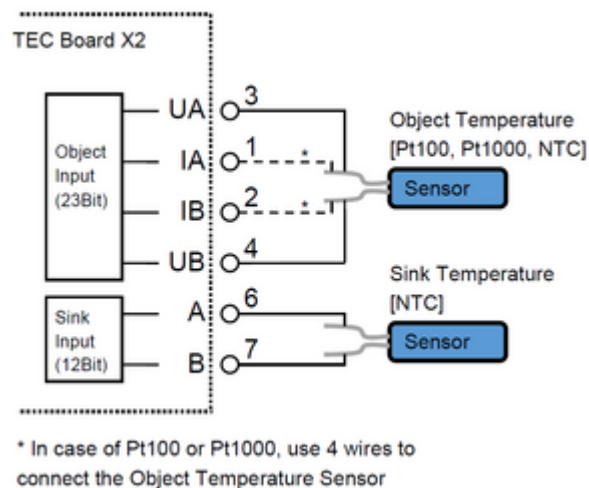 TEC Board X2
UA 3
Object Temperature
[Pt100, Pt1000, NTC]
Object
Input
(23Bit)
IA 1 *
Sensor
IB 2 *
UB 4
Sink Temperature
[NTC]
Sink
Input
(12Bit)
A 6
Sensor
B 7
* In case of Pt100 or Pt1000, use 4 wires to
connect the Object Temperature Sensor